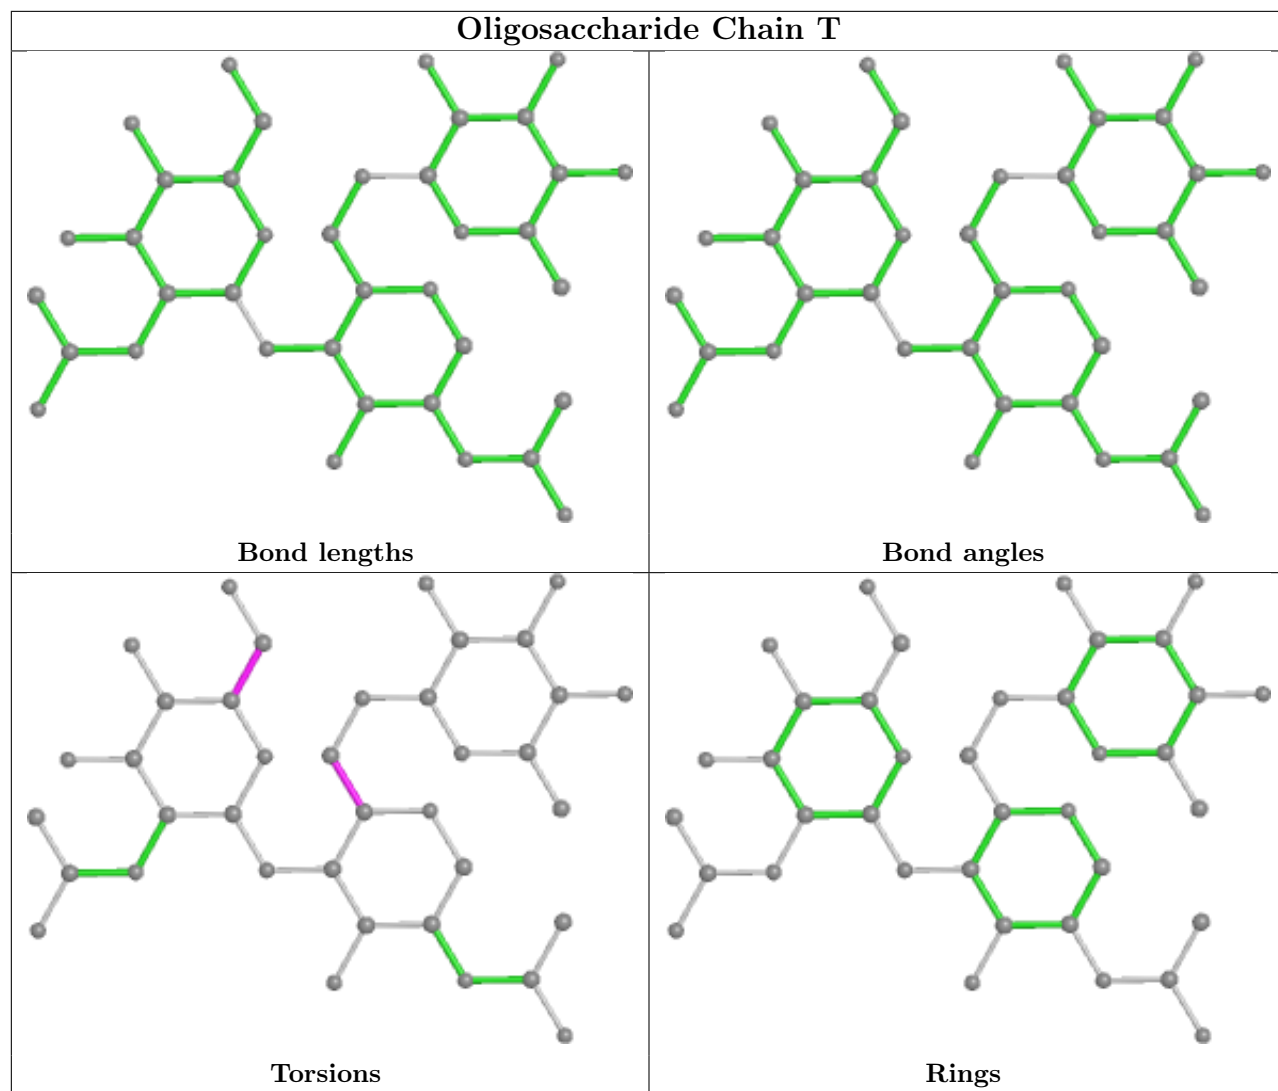 Oligosaccharide Chain T
Bond lengths
Bond angles
Torsions
Rings